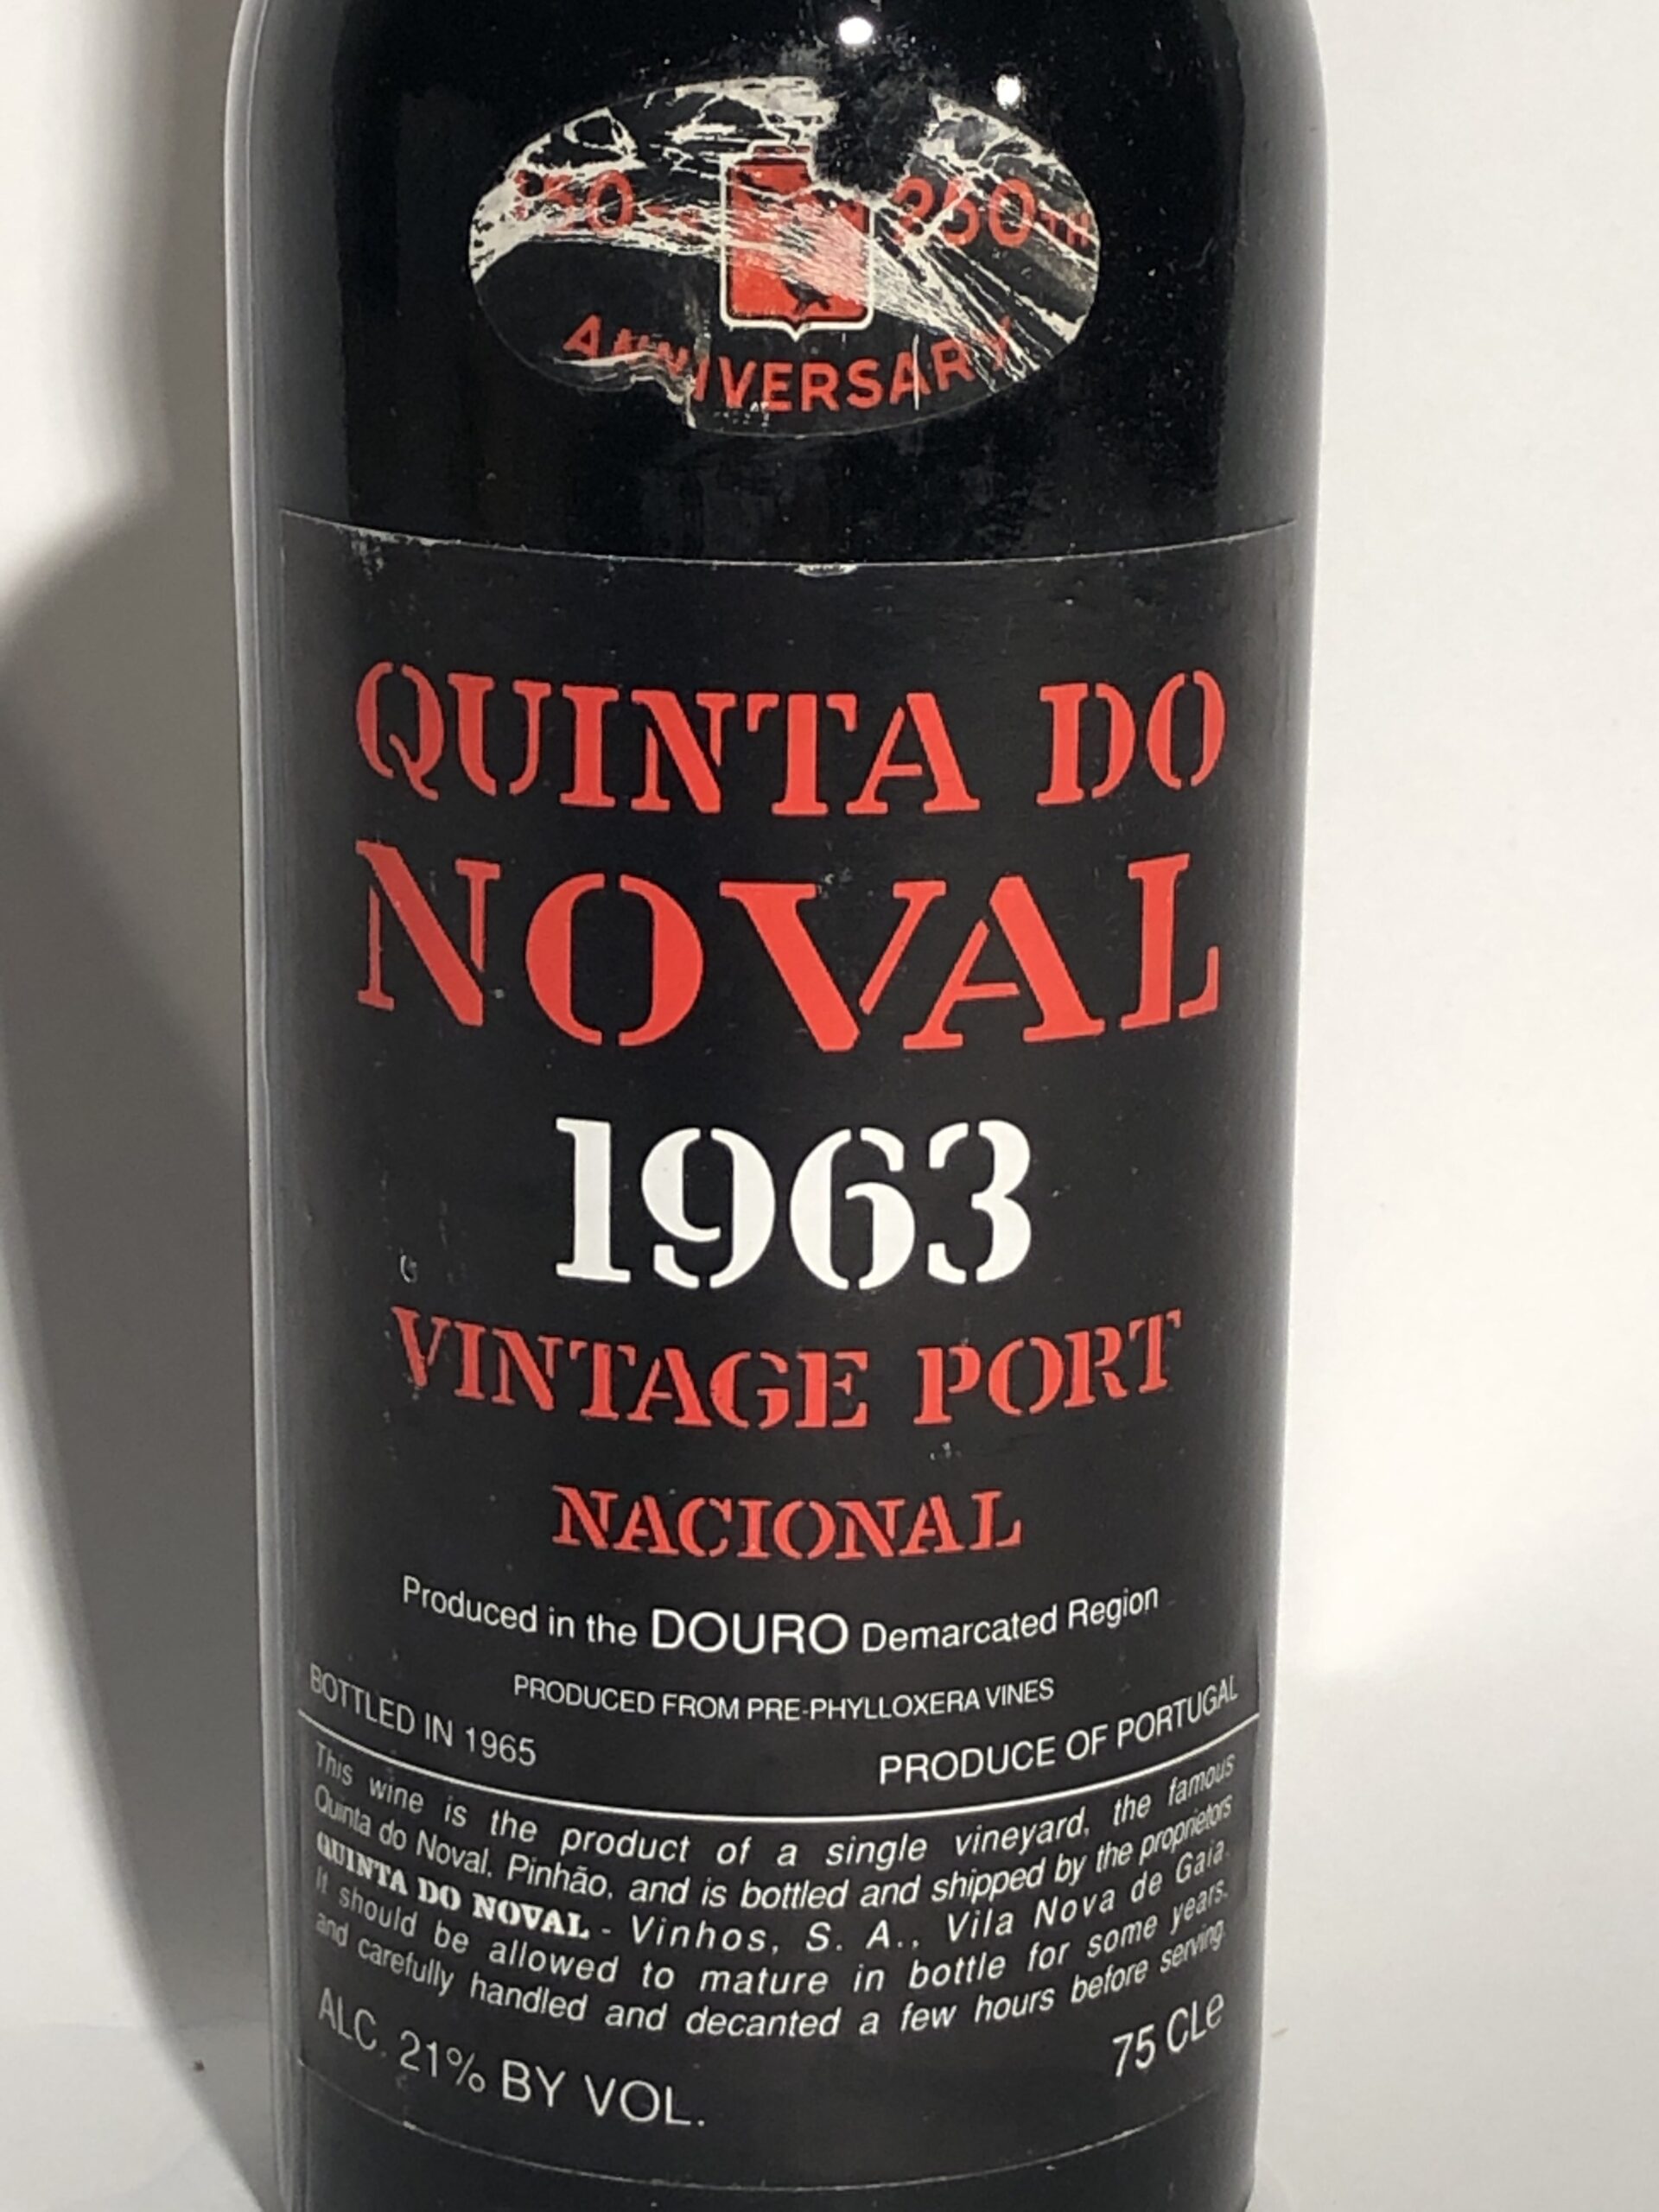 ANNIVERSARY
QUINTA DO
NOVAL
1963
VINTAGE PORT
NACIONAL
Produced in the DOURO Demarcated Region
PRODUCED FROM PRE-PHYLLOXERA VINES
BOTTLED IN 1965
PRODUCE OF PORTUGAL
This wine is the product of a single vineyard, the famous
Quinta do Noval, Pinhão, and is bottled and shipped by the proprietors
QUINTA DO NOVAL - Vinhos, S. A., Vila Nova de Gaia.
It should be allowed to mature in bottle for some years,
and carefully handled and decanted a few hours before serving.
ALC. 21% BY VOL.
75 CLe